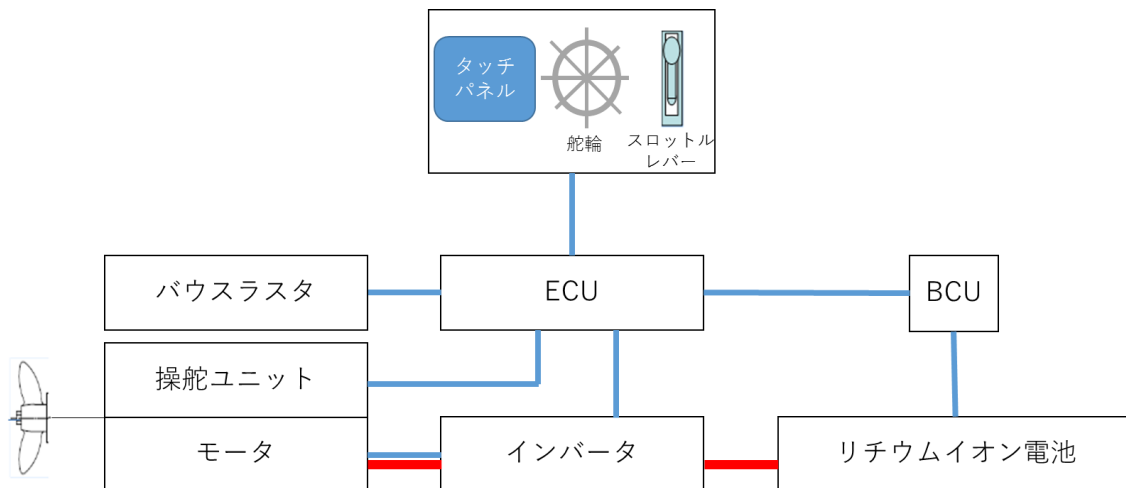 タッチ
パネル
舵輪
スロットル
レバー
バウスラスタ
ECU
BCU
操舵ユニット
モータ
インバータ
リチウムイオン電池